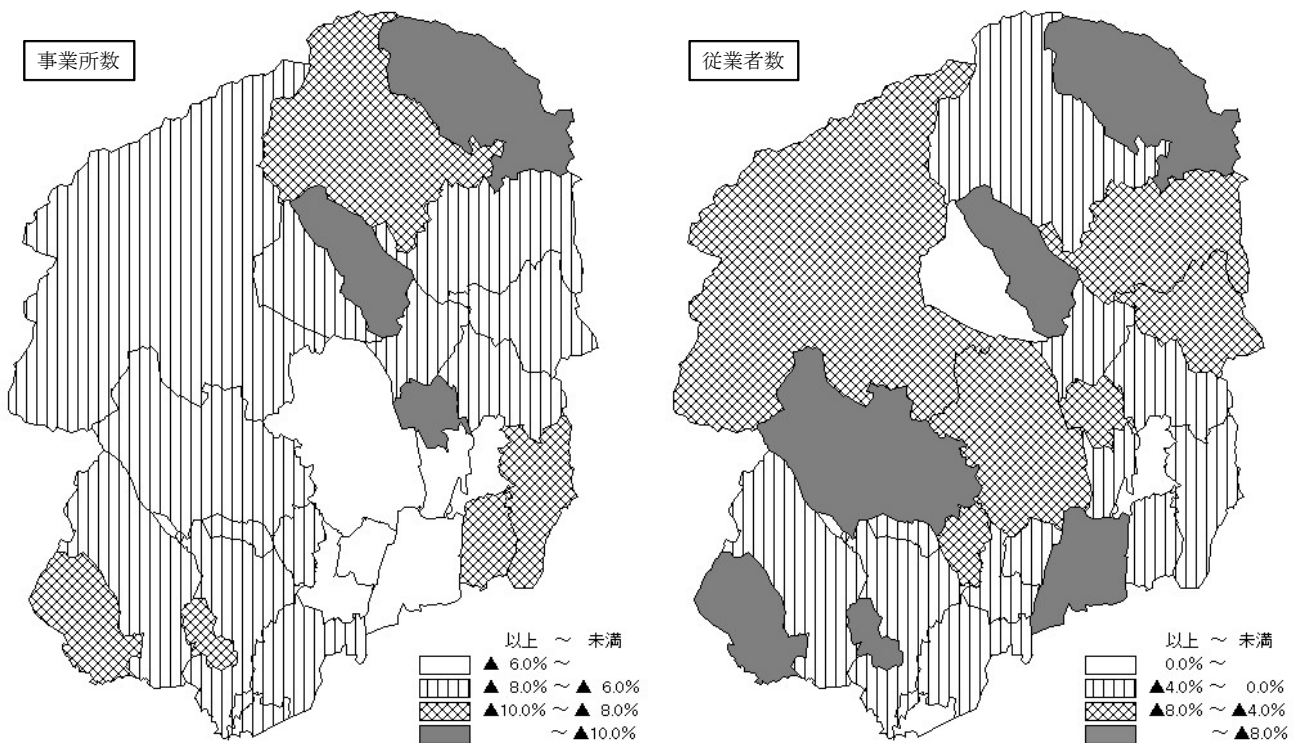 事業所数
以上 ～ 未満
▲ 6.0% ～
▲ 8.0% ～ ▲ 6.0%
▲10.0% ～ ▲ 8.0%
～ ▲10.0%
従業者数
以上 ～ 未満
0.0% ～
▲4.0% ～ 0.0%
▲8.0% ～ ▲4.0%
～ ▲8.0%